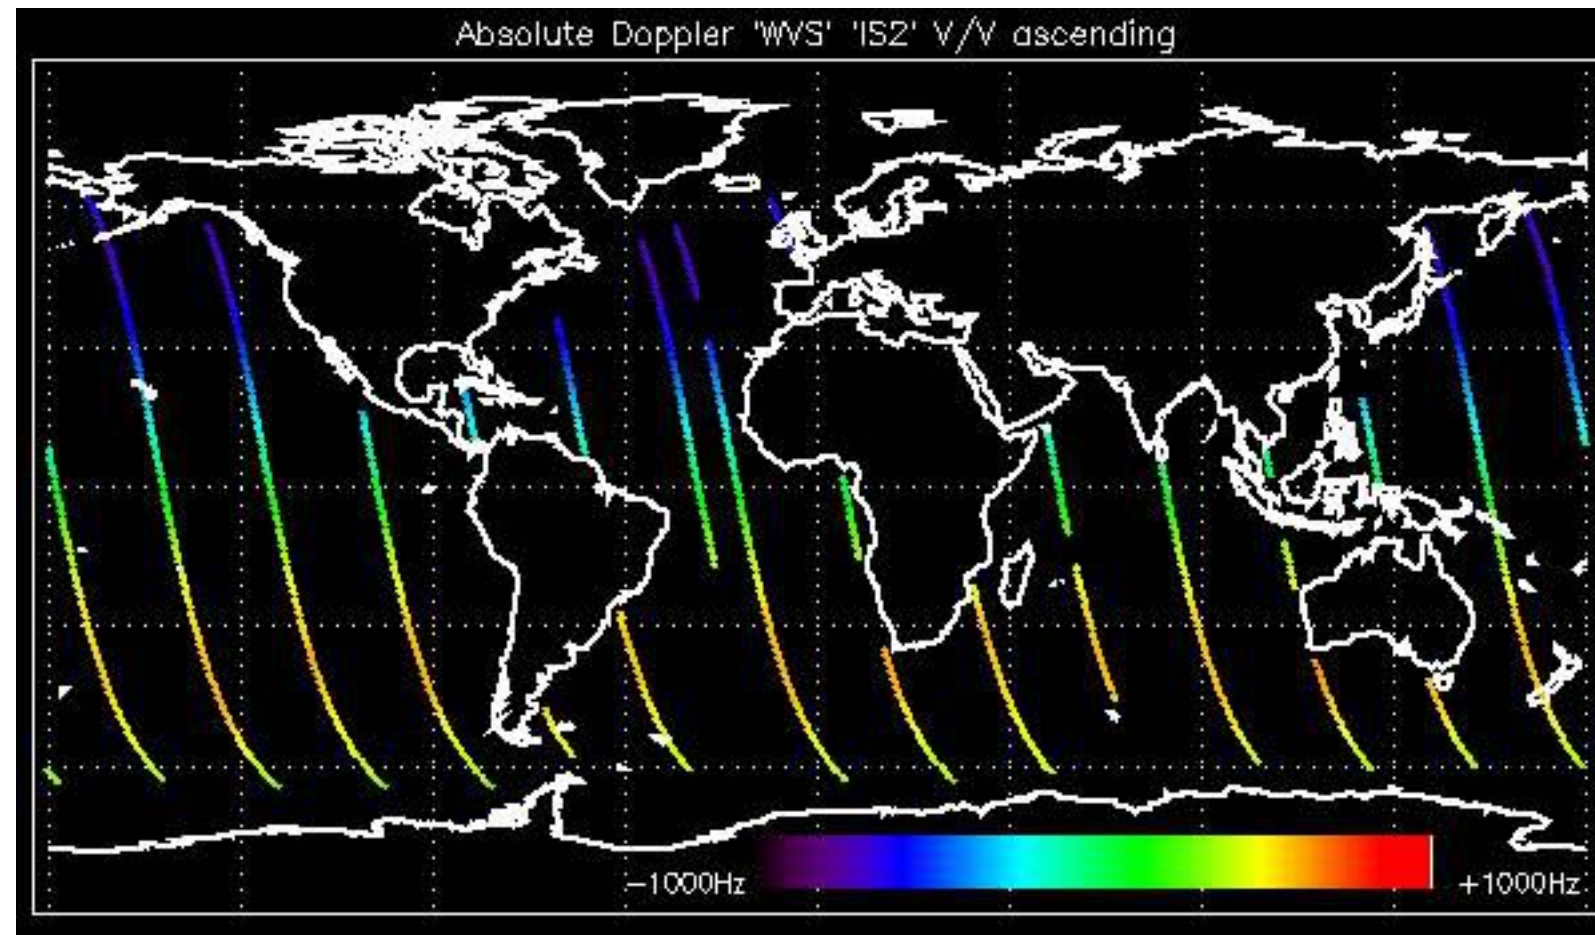 Absolute Doppler 'WVS' 'IS2' V/V ascending
-1000Hz +1000Hz